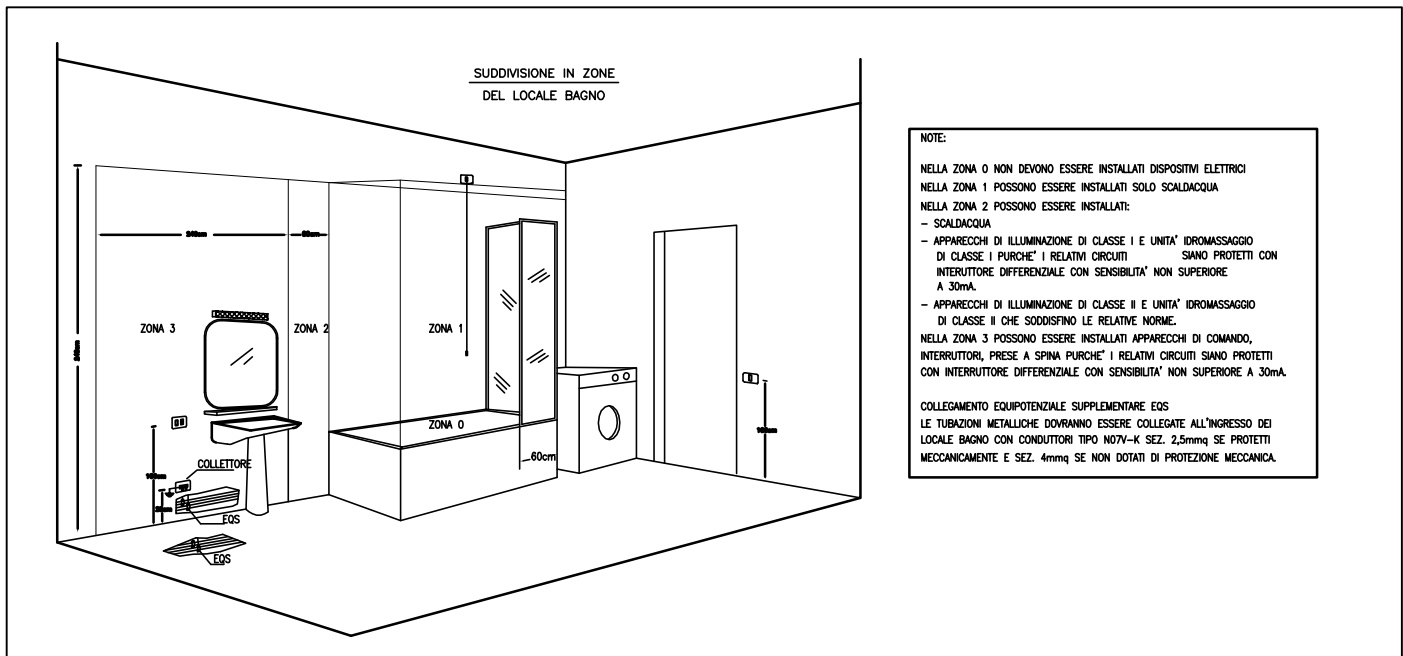 SUDDIVISIONE IN ZONE
DEL LOCALE BAGNO
240cm
ZONA 3
ZONA 2
ZONA 1
ZONA 0
60cm
COLLETTORE
EQS
EQS
NOTE:
NELLA ZONA 0 NON DEVONO ESSERE INSTALLATI DISPOSITIVI ELETTRICI
NELLA ZONA 1 POSSONO ESSERE INSTALLATI SOLO SCALDACQUA
NELLA ZONA 2 POSSONO ESSERE INSTALLATI:
– SCALDACQUA
– APPARECCHI DI ILLUMINAZIONE DI CLASSE I E UNITA' IDROMASSAGGIO
DI CLASSE I PURCHE' I RELATIVI CIRCUITI SIANO PROTETTI CON
INTERUTTORE DIFFERENZIALE CON SENSIBILITA' NON SUPERIORE
A 30mA.
– APPARECCHI DI ILLUMINAZIONE DI CLASSE II E UNITA' IDROMASSAGGIO
DI CLASSE II CHE SODDISFINO LE RELATIVE NORME.
NELLA ZONA 3 POSSONO ESSERE INSTALLATI APPARECCHI DI COMANDO,
INTERRUTTORI, PRESE A SPINA PURCHE' I RELATIVI CIRCUITI SIANO PROTETTI
CON INTERRUTTORE DIFFERENZIALE CON SENSIBILITA' NON SUPERIORE A 30mA.
COLLEGAMENTO EQUIPOTENZIALE SUPPLEMENTARE EQS
LE TUBAZIONI METALLICHE DOVRANNO ESSERE COLLEGATE ALL'INGRESSO DEI
LOCALE BAGNO CON CONDUTTORI TIPO N07V–K SEZ. 2,5mmq SE PROTETTI
MECCANICAMENTE E SEZ. 4mmq SE NON DOTATI DI PROTEZIONE MECCANICA.